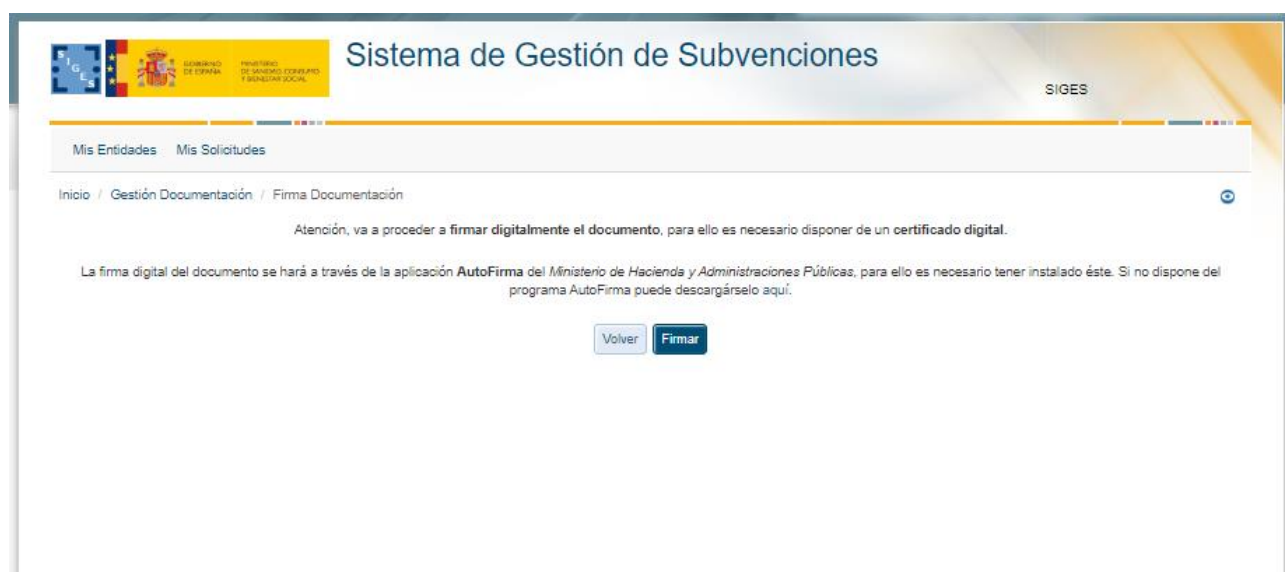 SIGES
GOBIERNO
DE ESPAÑA
MINISTERIO
DE SANIDAD, CONSUMO
Y BIENESTAR SOCIAL
Sistema de Gestión de Subvenciones
SIGES
Mis Entidades Mis Solicitudes
Inicio / Gestión Documentación / Firma Documentación
Atención, va a proceder a firmar digitalmente el documento, para ello es necesario disponer de un certificado digital.
La firma digital del documento se hará a través de la aplicación AutoFirma del Ministerio de Hacienda y Administraciones Públicas, para ello es necesario tener instalado éste. Si no dispone del
programa AutoFirma puede descargárselo aquí.
Volver Firmar